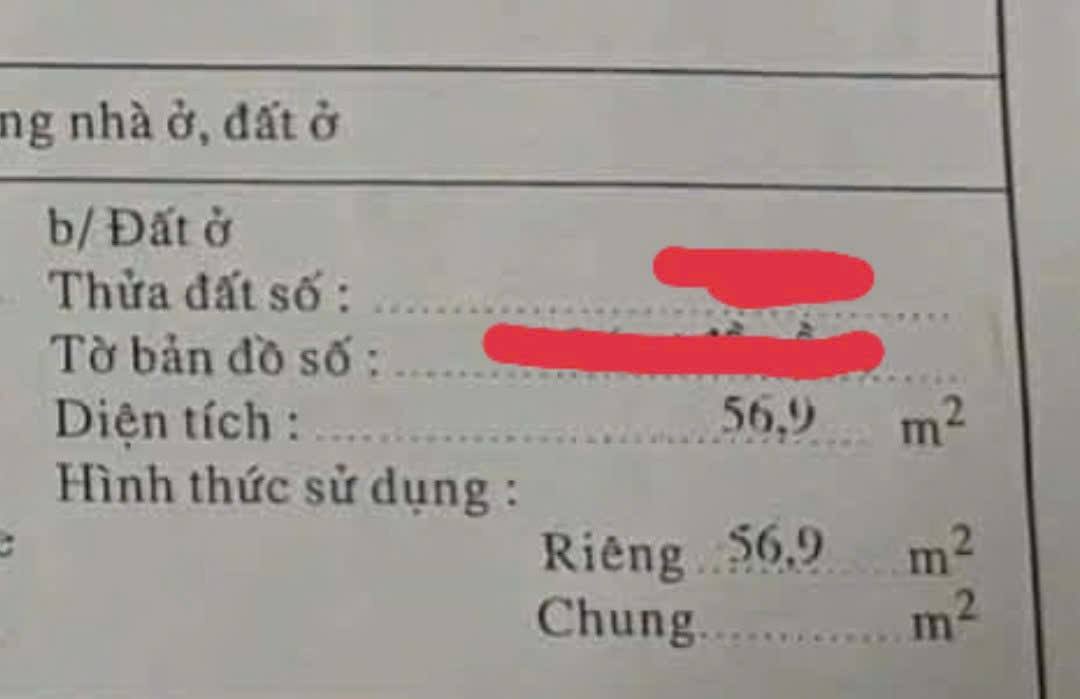 ng nhà ở, đất ở
b/ Đất ở
Thửa đất số :
Tờ bản đồ số :
Diện tích : 56,9 m²
Hình thức sử dụng :
Riêng 56,9 m²
Chung m²